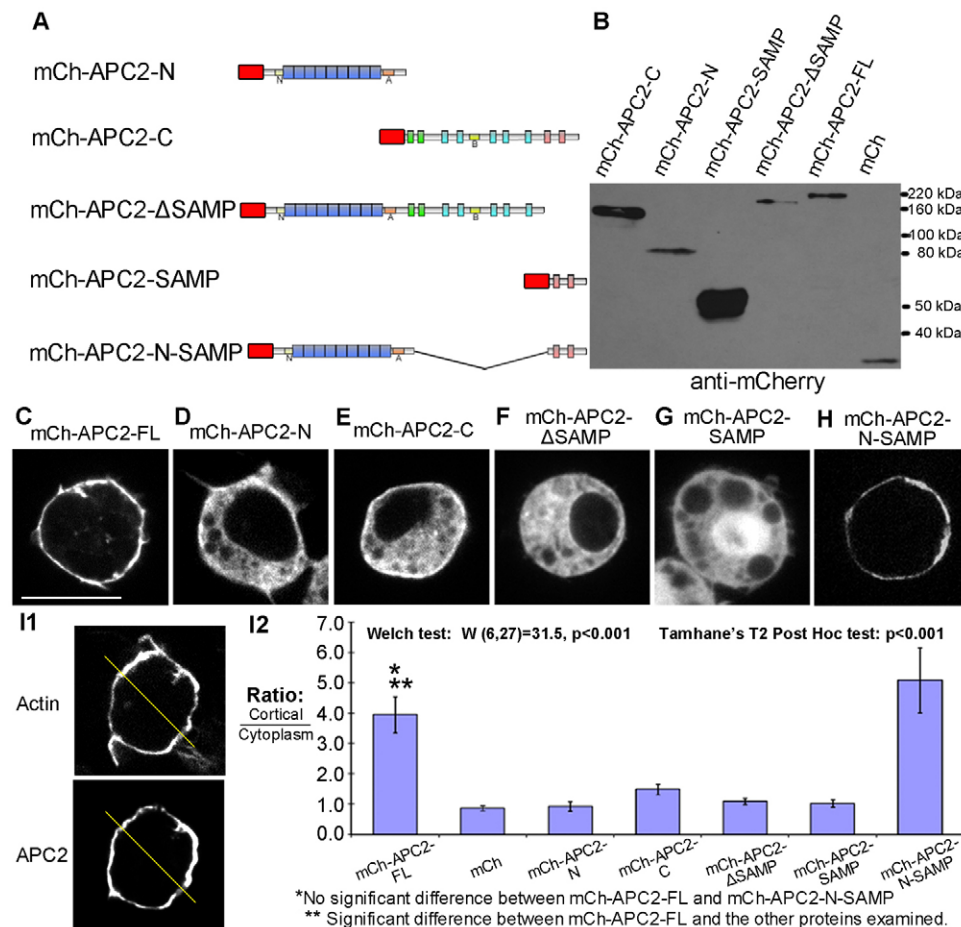 A
mCh-APC2-N
N
A
mCh-APC2-C
B
mCh-APC2-ΔSAMP
N
A
B
mCh-APC2-SAMP
mCh-APC2-N-SAMP
N
A
B
mCh-APC2-C
mCh-APC2-N
mCh-APC2-SAMP
mCh-APC2-ΔSAMP
mCh-APC2-FL
mCh
220 kDa
160 kDa
100 kDa
80 kDa
50 kDa
40 kDa
anti-mCherry
C
mCh-APC2-FL
D
mCh-APC2-N
E
mCh-APC2-C
F
mCh-APC2-
ΔSAMP
G
mCh-APC2-
SAMP
H
mCh-APC2-
N-SAMP
I1
Actin
APC2
I2
7.0
6.0
5.0
4.0
3.0
2.0
1.0
0.0
Welch test: W (6,27)=31.5, p<0.001
Tamhane's T2 Post Hoc test: p<0.001
Ratio:
Cortical
Cytoplasm
*
**
mCh-APC2-
FL
mCh
mCh-APC2-
N
mCh-APC2-
C
mCh-APC2-
ΔSAMP
mCh-APC2-
SAMP
mCh-APC2-
N-SAMP
*No significant difference between mCh-APC2-FL and mCh-APC2-N-SAMP
** Significant difference between mCh-APC2-FL and the other proteins examined.